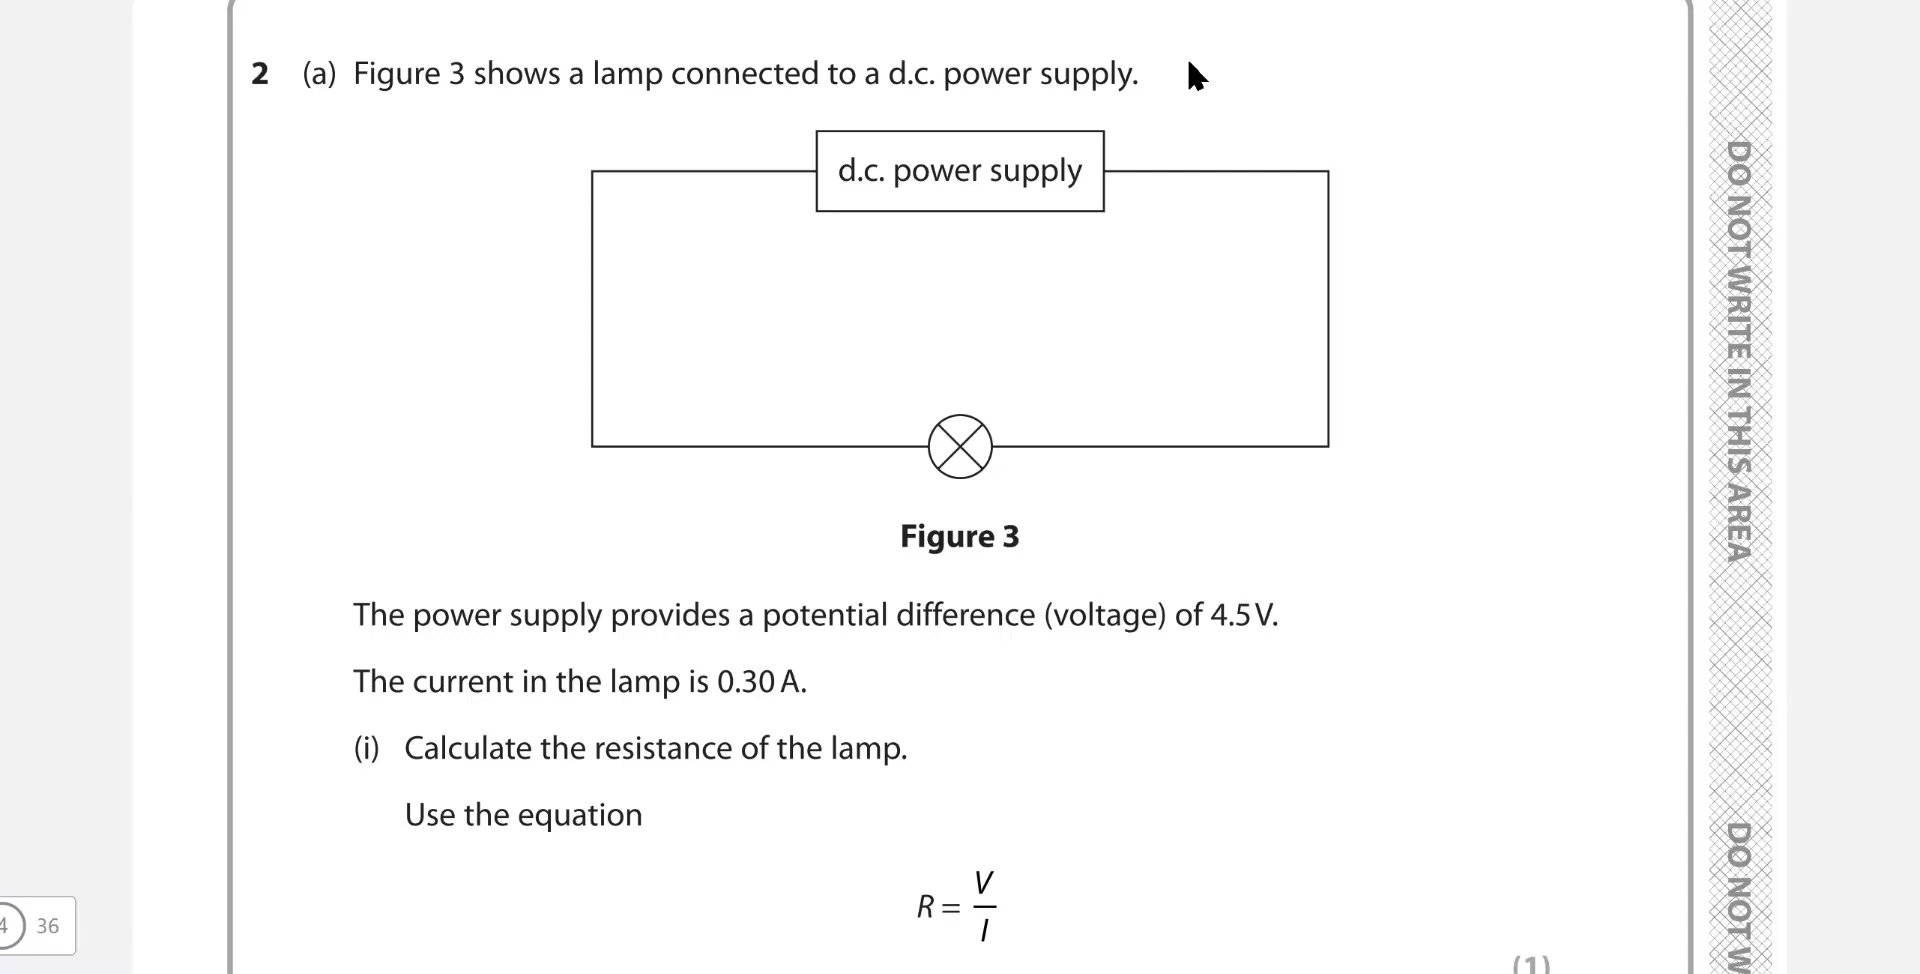 2 (a) Figure 3 shows a lamp connected to a d.c. power supply.
d.c. power supply
Figure 3
The power supply provides a potential difference (voltage) of 4.5 V.
The current in the lamp is 0.30 A.
(i) Calculate the resistance of the lamp.
Use the equation
R = V / I
(1)
4 36
DO NOT WRITE IN THIS AREA
DO NOT W